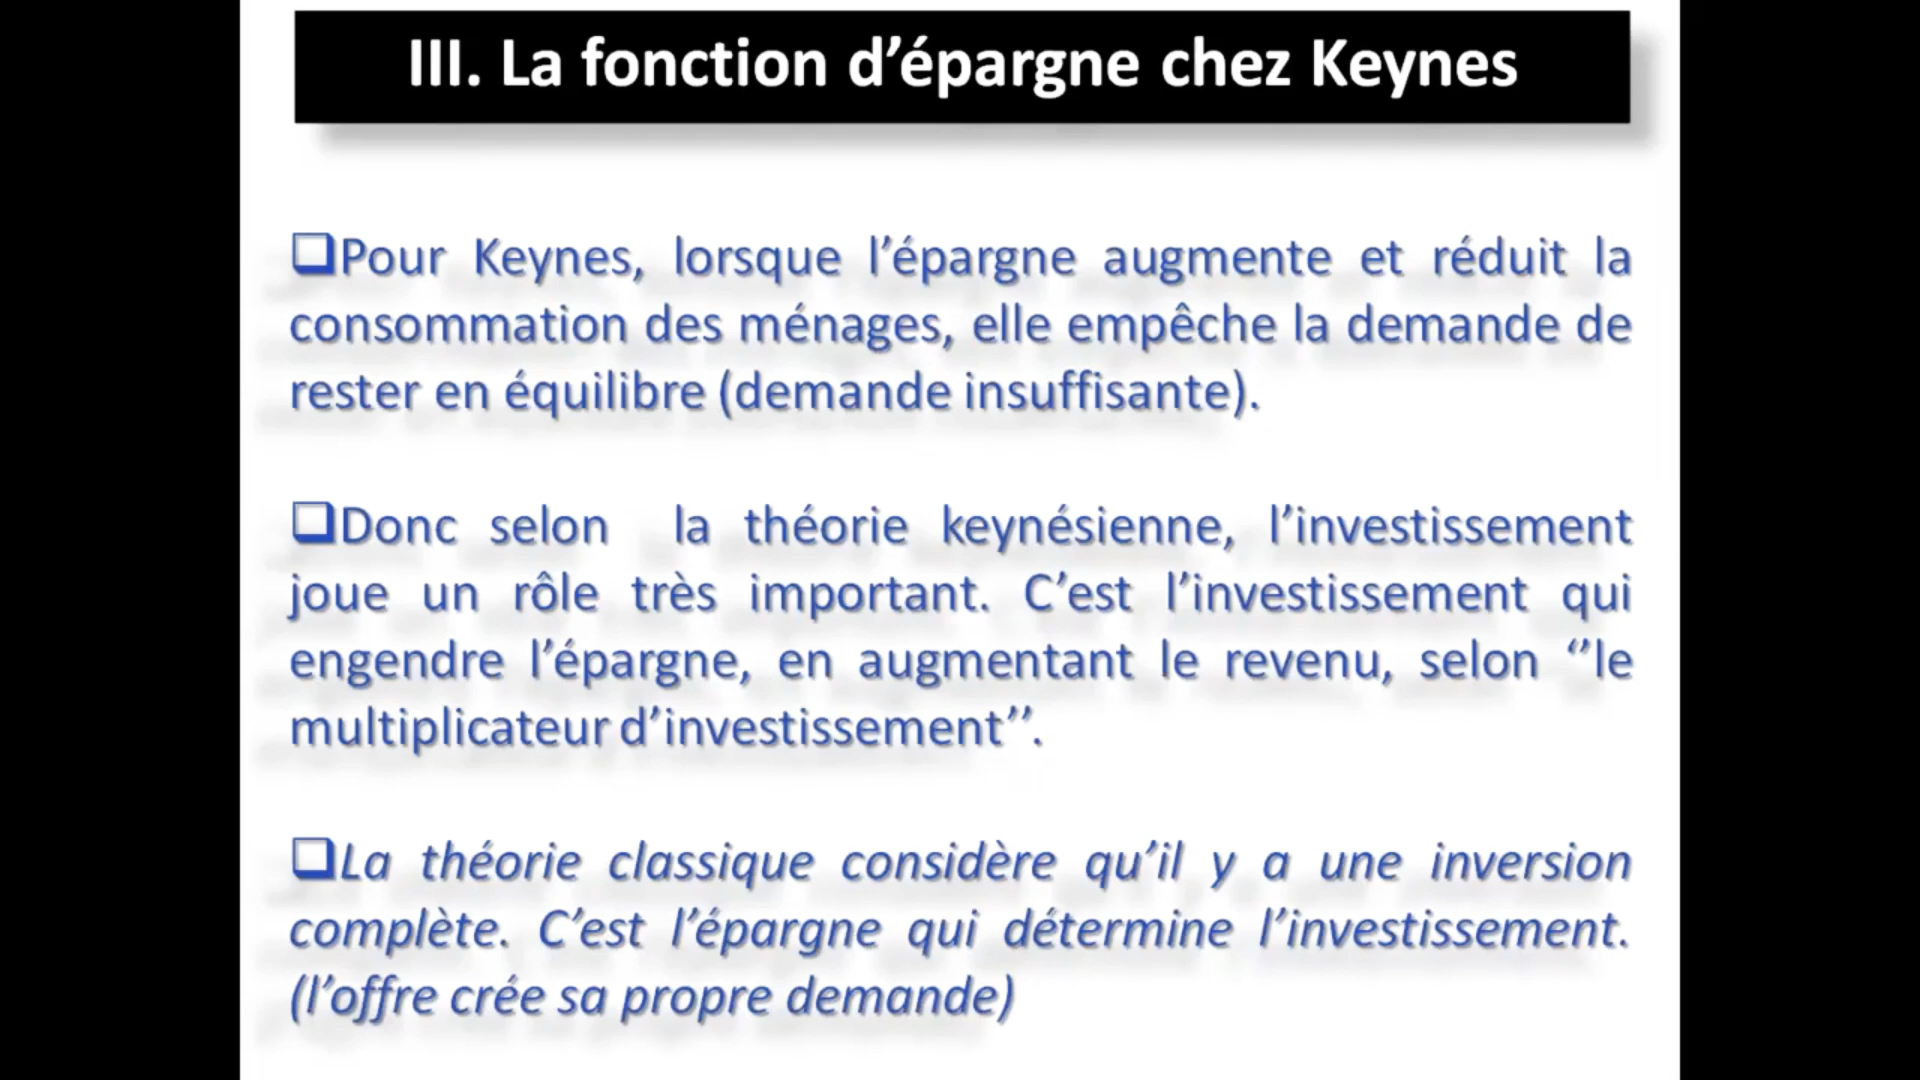 III. La fonction d’épargne chez Keynes
❑Pour Keynes, lorsque l’épargne augmente et réduit la
consommation des ménages, elle empêche la demande de
rester en équilibre (demande insuffisante).
❑Donc selon la théorie keynésienne, l’investissement
joue un rôle très important. C’est l’investissement qui
engendre l’épargne, en augmentant le revenu, selon ‘’le
multiplicateur d’investissement’’.
❑La théorie classique considère qu’il y a une inversion
complète. C’est l’épargne qui détermine l’investissement.
(l’offre crée sa propre demande)